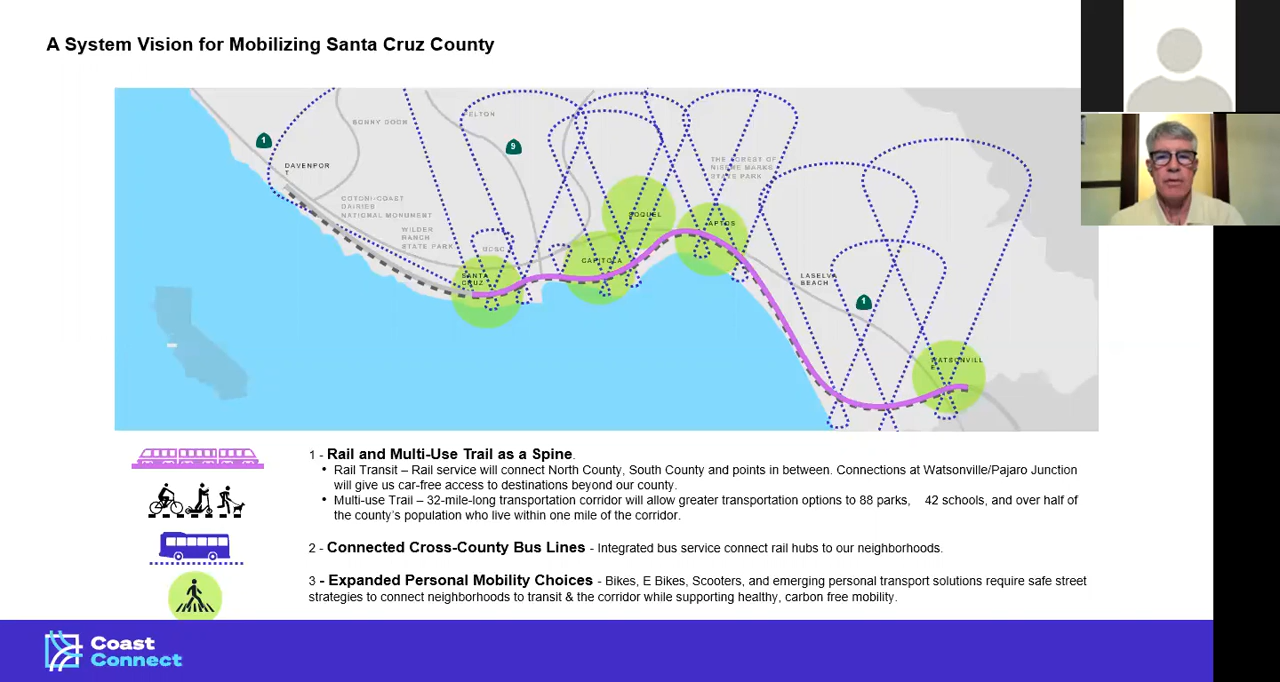 A System Vision for Mobilizing Santa Cruz County
BONNY DOON
FELTON
1
9
DAVENPOR
T
THE FOREST OF
NISENE MARKS
STATE PARK
COTONI-COAST
DAIRIES
NATIONAL MONUMENT
SOQUEL
APTOS
WILDER
RANCH
STATE PARK
UCSC
CAPITOLA
SANTA
CRUZ
LASELVA
BEACH
1
WATSONVILL
E
1 - Rail and Multi-Use Trail as a Spine.
• Rail Transit – Rail service will connect North County, South County and points in between. Connections at Watsonville/Pajaro Junction
will give us car-free access to destinations beyond our county.
• Multi-use Trail – 32-mile-long transportation corridor will allow greater transportation options to 88 parks, 42 schools, and over half of
the county's population who live within one mile of the corridor.
2 - Connected Cross-County Bus Lines - Integrated bus service connect rail hubs to our neighborhoods.
3 - Expanded Personal Mobility Choices - Bikes, E Bikes, Scooters, and emerging personal transport solutions require safe street
strategies to connect neighborhoods to transit & the corridor while supporting healthy, carbon free mobility.
Coast
Connect